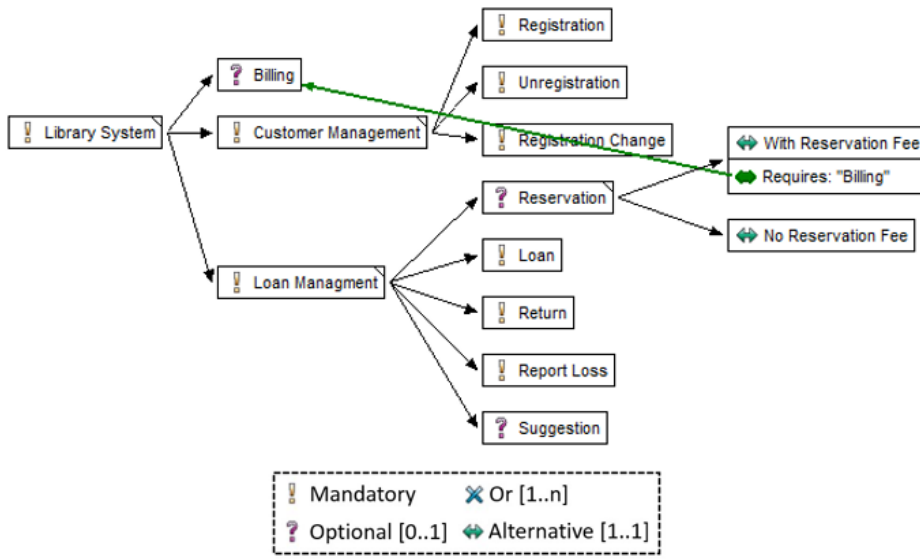 Registration
Billing
Unregistration
Library System
Customer Management
Registration Change
With Reservation Fee
Requires: "Billing"
Reservation
No Reservation Fee
Loan
Loan Managment
Return
Report Loss
Suggestion
Mandatory
Or [1..n]
Optional [0..1]
Alternative [1..1]